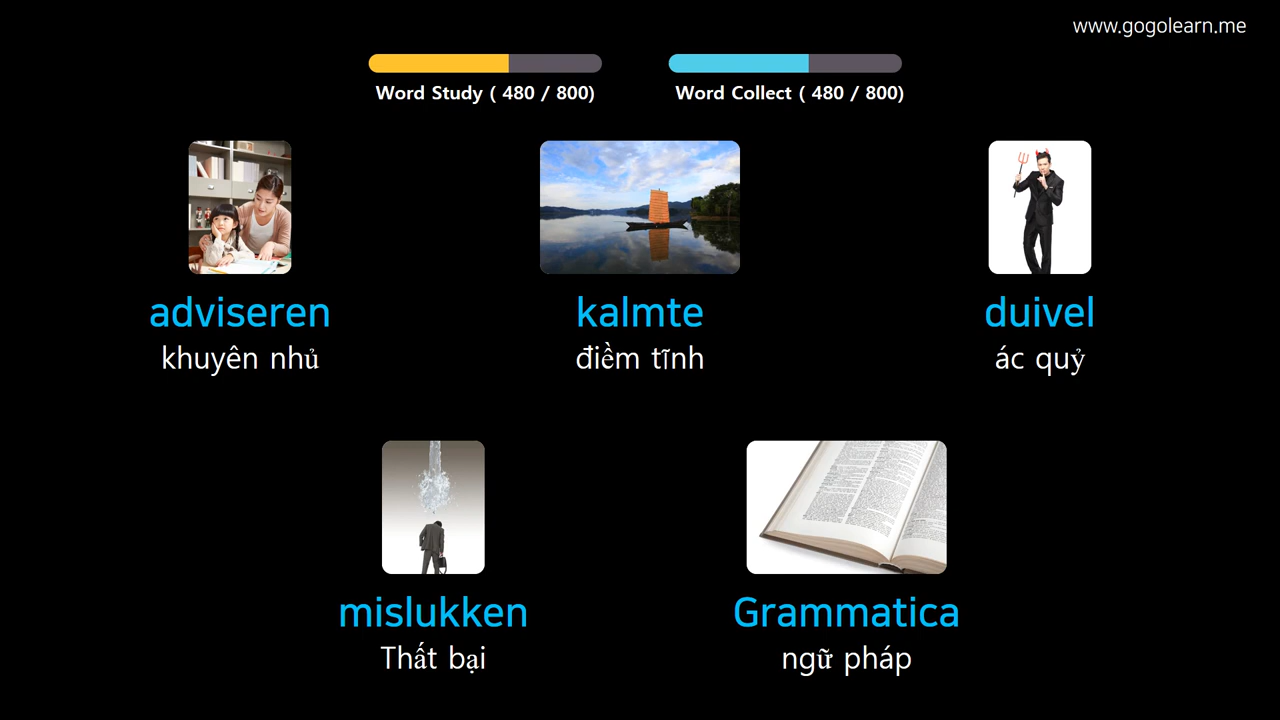 www.gogolearn.me
Word Study ( 480 / 800)
Word Collect ( 480 / 800)
adviseren
khuyên nhủ
kalmte
điềm tĩnh
duivel
ác quỷ
mislukken
Thất bại
Grammatica
ngữ pháp